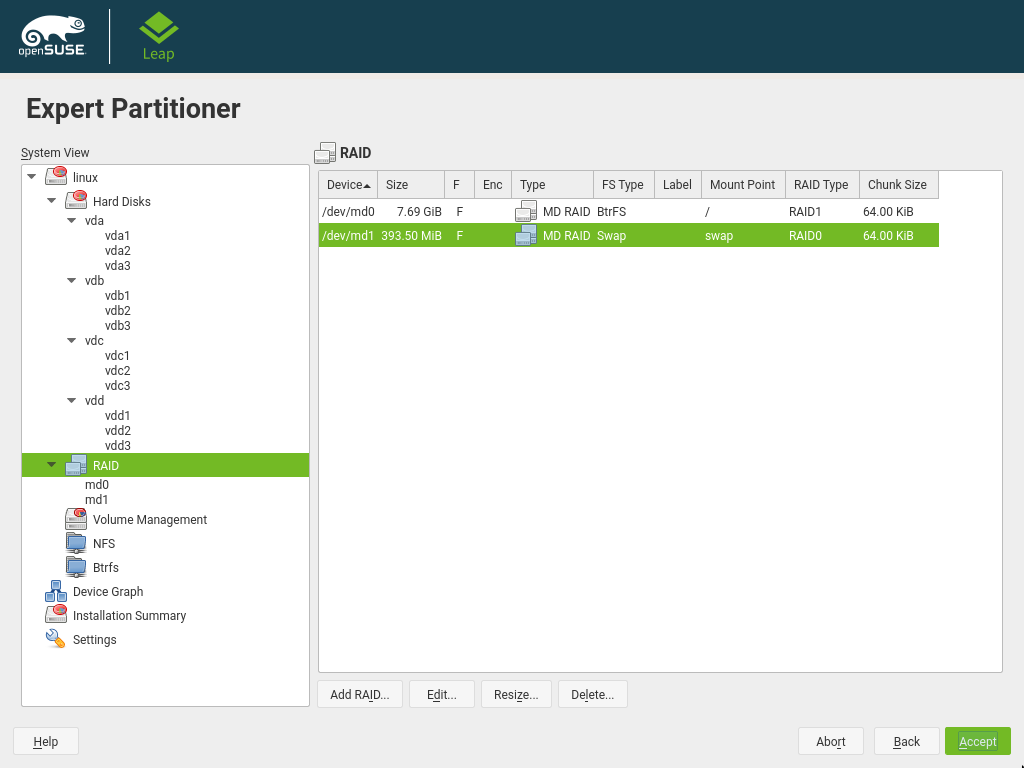 openSUSE
Leap
Expert Partitioner
System View
linux
Hard Disks
vda
vda1
vda2
vda3
vdb
vdb1
vdb2
vdb3
vdc
vdc1
vdc2
vdc3
vdd
vdd1
vdd2
vdd3
RAID
md0
md1
Volume Management
NFS
Btrfs
Device Graph
Installation Summary
Settings
RAID
Device Size F Enc Type FS Type Label Mount Point RAID Type Chunk Size
/dev/md0 7.69 GiB F MD RAID BtrFS / RAID1 64.00 KiB
/dev/md1 393.50 MiB F MD RAID Swap swap RAID0 64.00 KiB
Add RAID... Edit... Resize... Delete...
Help Abort Back Accept